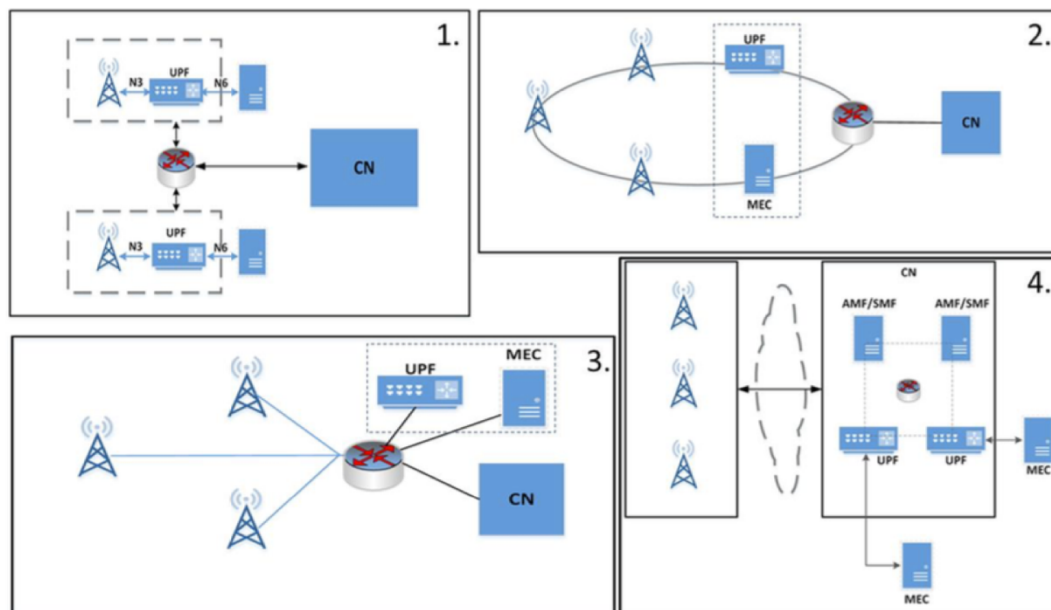 1.
UPF
N3
N6
CN
UPF
N3
N6
2.
UPF
CN
MEC
3.
MEC
UPF
CN
4.
CN
AMF/SMF AMF/SMF
UPF UPF
MEC
MEC